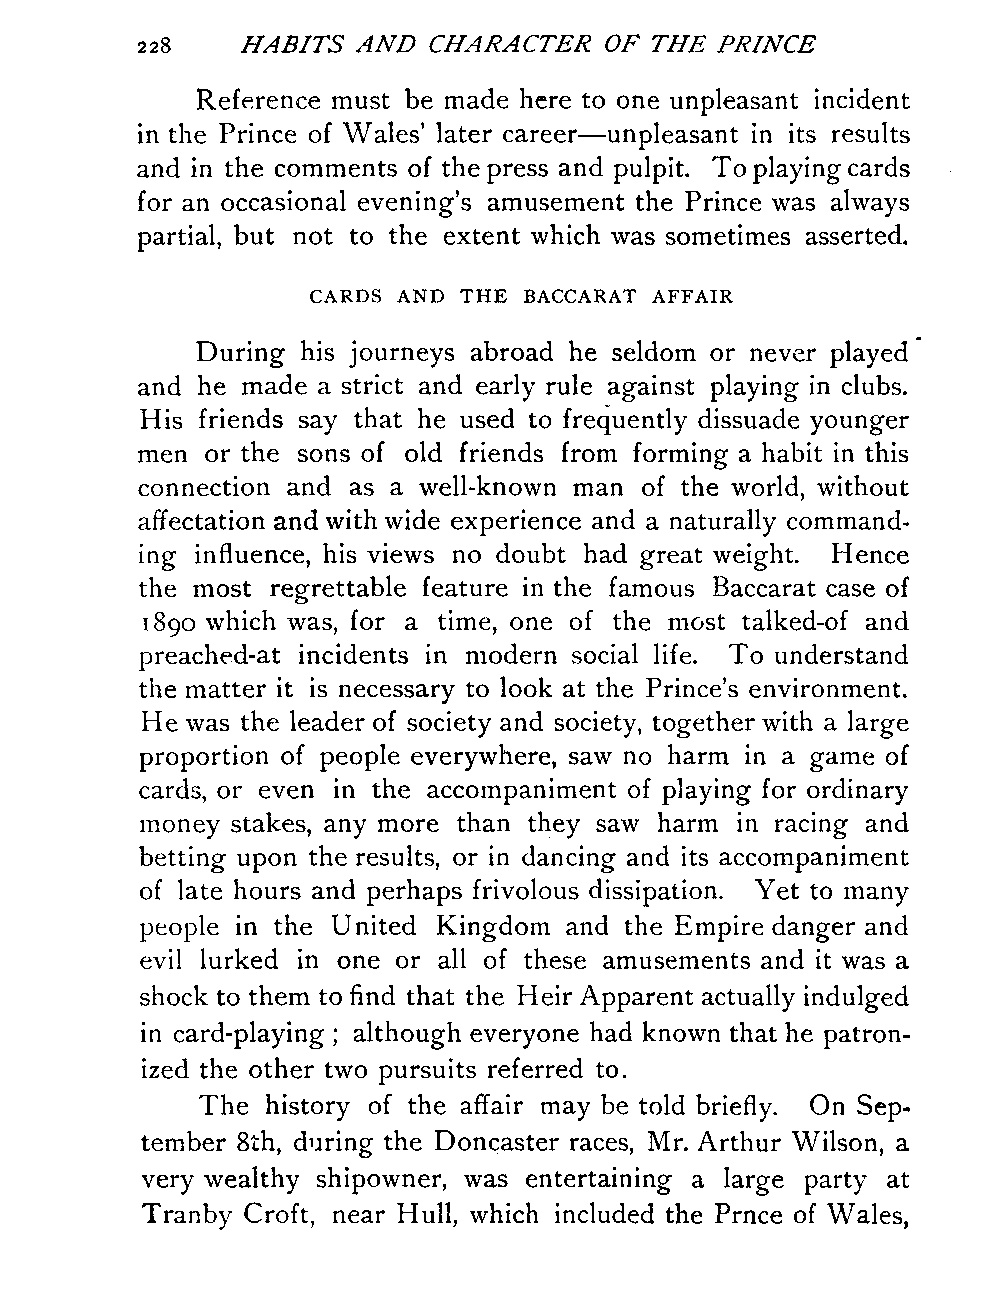 228 HABITS AND CHARACTER OF THE PRINCE
Reference must be made here to one unpleasant incident
in the Prince of Wales' later career—unpleasant in its results
and in the comments of the press and pulpit. To playing cards
for an occasional evening's amusement the Prince was always
partial, but not to the extent which was sometimes asserted.
CARDS AND THE BACCARAT AFFAIR
During his journeys abroad he seldom or never played
and he made a strict and early rule against playing in clubs.
His friends say that he used to frequently dissuade younger
men or the sons of old friends from forming a habit in this
connection and as a well-known man of the world, without
affectation and with wide experience and a naturally command-
ing influence, his views no doubt had great weight. Hence
the most regrettable feature in the famous Baccarat case of
1890 which was, for a time, one of the most talked-of and
preached-at incidents in modern social life. To understand
the matter it is necessary to look at the Prince's environment.
He was the leader of society and society, together with a large
proportion of people everywhere, saw no harm in a game of
cards, or even in the accompaniment of playing for ordinary
money stakes, any more than they saw harm in racing and
betting upon the results, or in dancing and its accompaniment
of late hours and perhaps frivolous dissipation. Yet to many
people in the United Kingdom and the Empire danger and
evil lurked in one or all of these amusements and it was a
shock to them to find that the Heir Apparent actually indulged
in card-playing ; although everyone had known that he patron-
ized the other two pursuits referred to.
The history of the affair may be told briefly. On Sep-
tember 8th, during the Doncaster races, Mr. Arthur Wilson, a
very wealthy shipowner, was entertaining a large party at
Tranby Croft, near Hull, which included the Prnce of Wales,